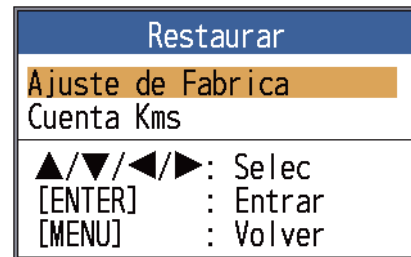 Restaurar
Ajuste de Fabrica
Cuenta Kms
▲/▼/◄/►: Selec
[ENTER] : Entrar
[MENU] : Volver